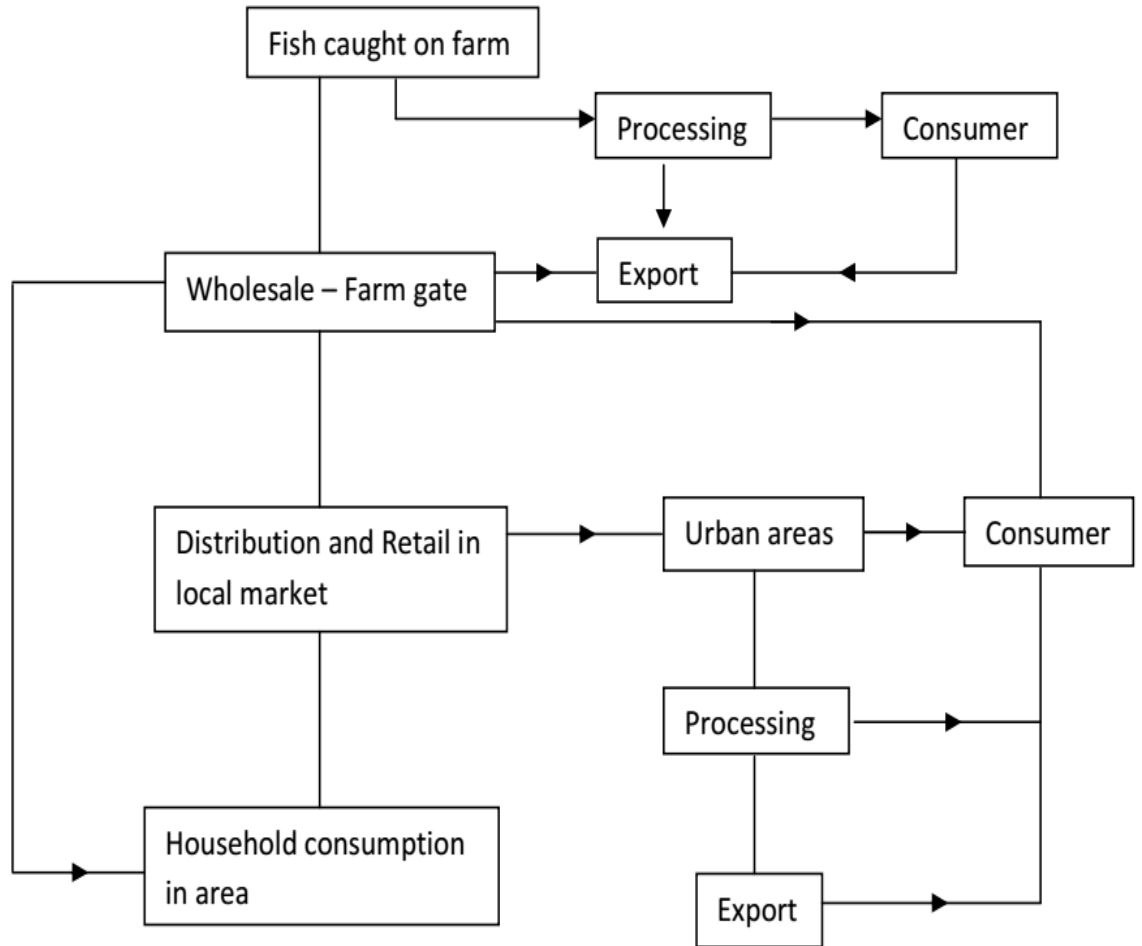 Fish caught on farm
Processing
Consumer
Export
Wholesale – Farm gate
Distribution and Retail in
local market
Urban areas
Consumer
Processing
Household consumption
in area
Export